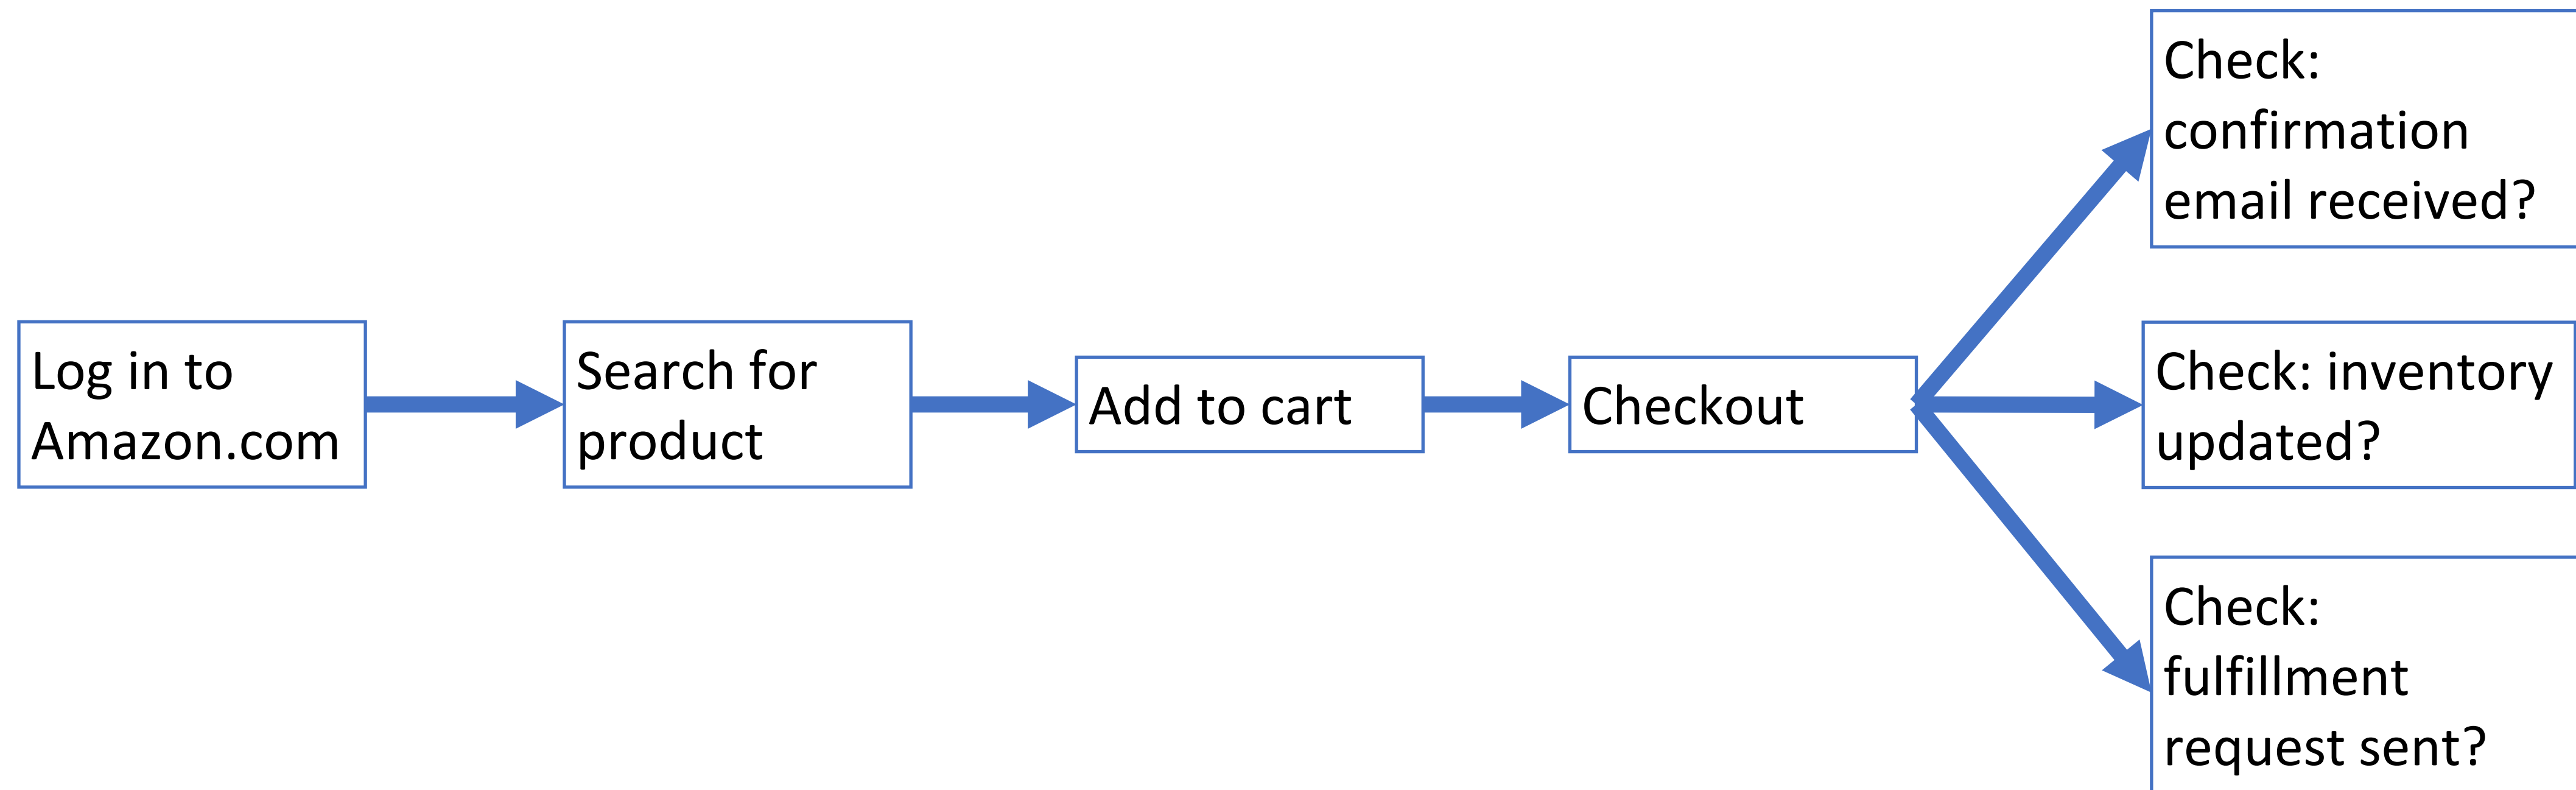 Log in to
Amazon.com
Search for
product
Add to cart
Checkout
Check:
confirmation
email received?
Check: inventory
updated?
Check:
fulfillment
request sent?